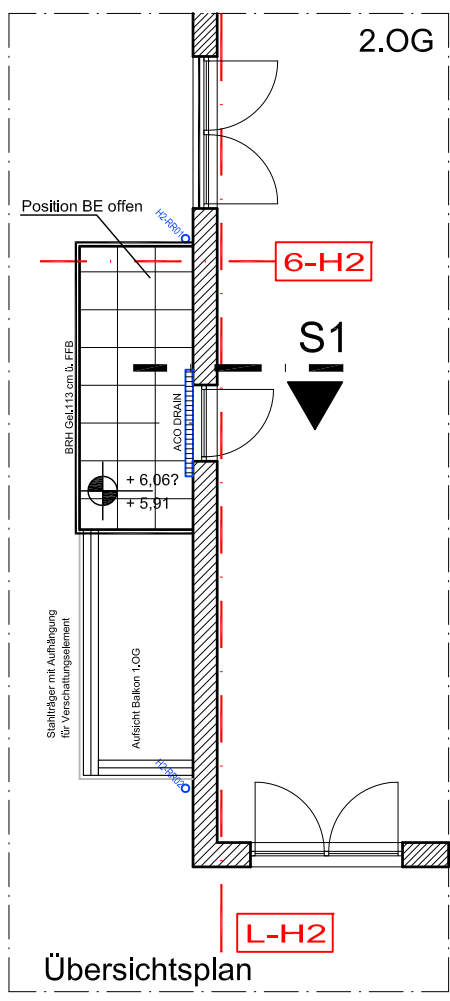 2.OG
Position BE offen
H2-RR01
6-H2
S1
BRH Gel.113 cm ü. FFB
ACO DRAIN
+ 6,06?
+ 5,91
Stahlträger mit Aufhängung
für Verschattungselement
Aufsicht Balkon 1.OG
H2-RR02
L-H2
Übersichtsplan